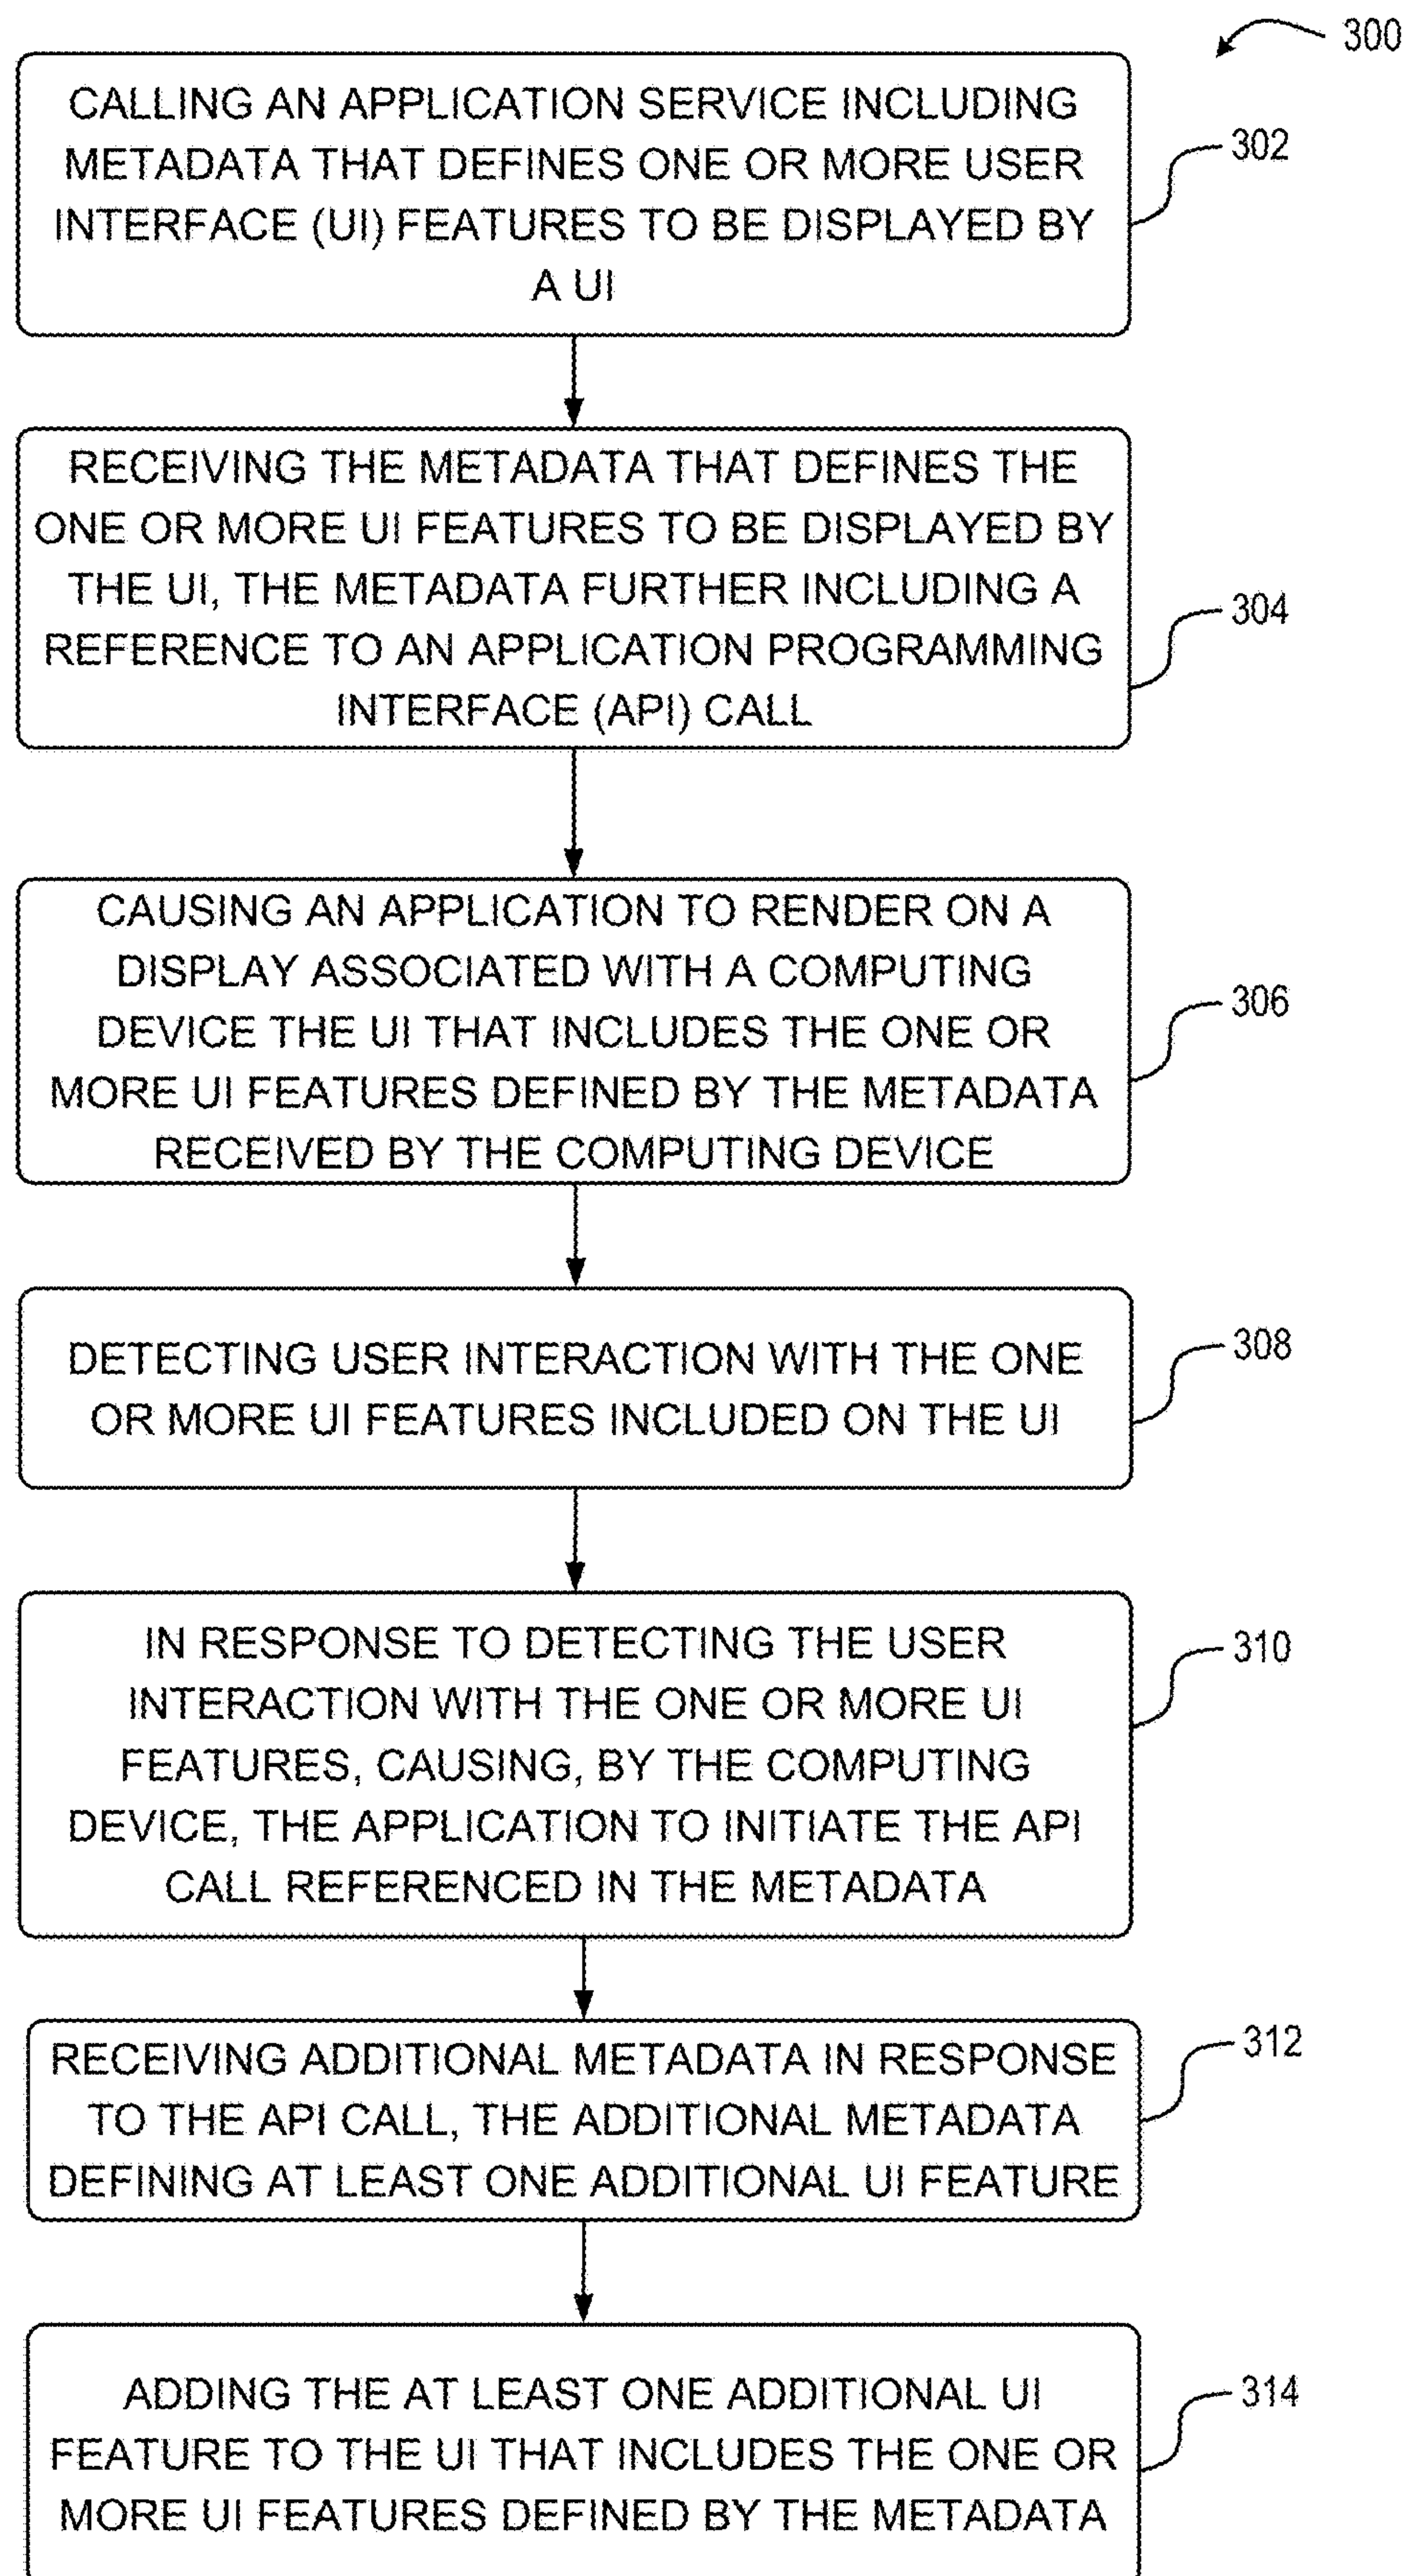 300
CALLING AN APPLICATION SERVICE INCLUDING
METADATA THAT DEFINES ONE OR MORE USER
INTERFACE (UI) FEATURES TO BE DISPLAYED BY
A UI
302
RECEIVING THE METADATA THAT DEFINES THE
ONE OR MORE UI FEATURES TO BE DISPLAYED BY
THE UI, THE METADATA FURTHER INCLUDING A
REFERENCE TO AN APPLICATION PROGRAMMING
INTERFACE (API) CALL
304
CAUSING AN APPLICATION TO RENDER ON A
DISPLAY ASSOCIATED WITH A COMPUTING
DEVICE THE UI THAT INCLUDES THE ONE OR
MORE UI FEATURES DEFINED BY THE METADATA
RECEIVED BY THE COMPUTING DEVICE
306
DETECTING USER INTERACTION WITH THE ONE
OR MORE UI FEATURES INCLUDED ON THE UI
308
IN RESPONSE TO DETECTING THE USER
INTERACTION WITH THE ONE OR MORE UI
FEATURES, CAUSING, BY THE COMPUTING
DEVICE, THE APPLICATION TO INITIATE THE API
CALL REFERENCED IN THE METADATA
310
RECEIVING ADDITIONAL METADATA IN RESPONSE
TO THE API CALL, THE ADDITIONAL METADATA
DEFINING AT LEAST ONE ADDITIONAL UI FEATURE
312
ADDING THE AT LEAST ONE ADDITIONAL UI
FEATURE TO THE UI THAT INCLUDES THE ONE OR
MORE UI FEATURES DEFINED BY THE METADATA
314